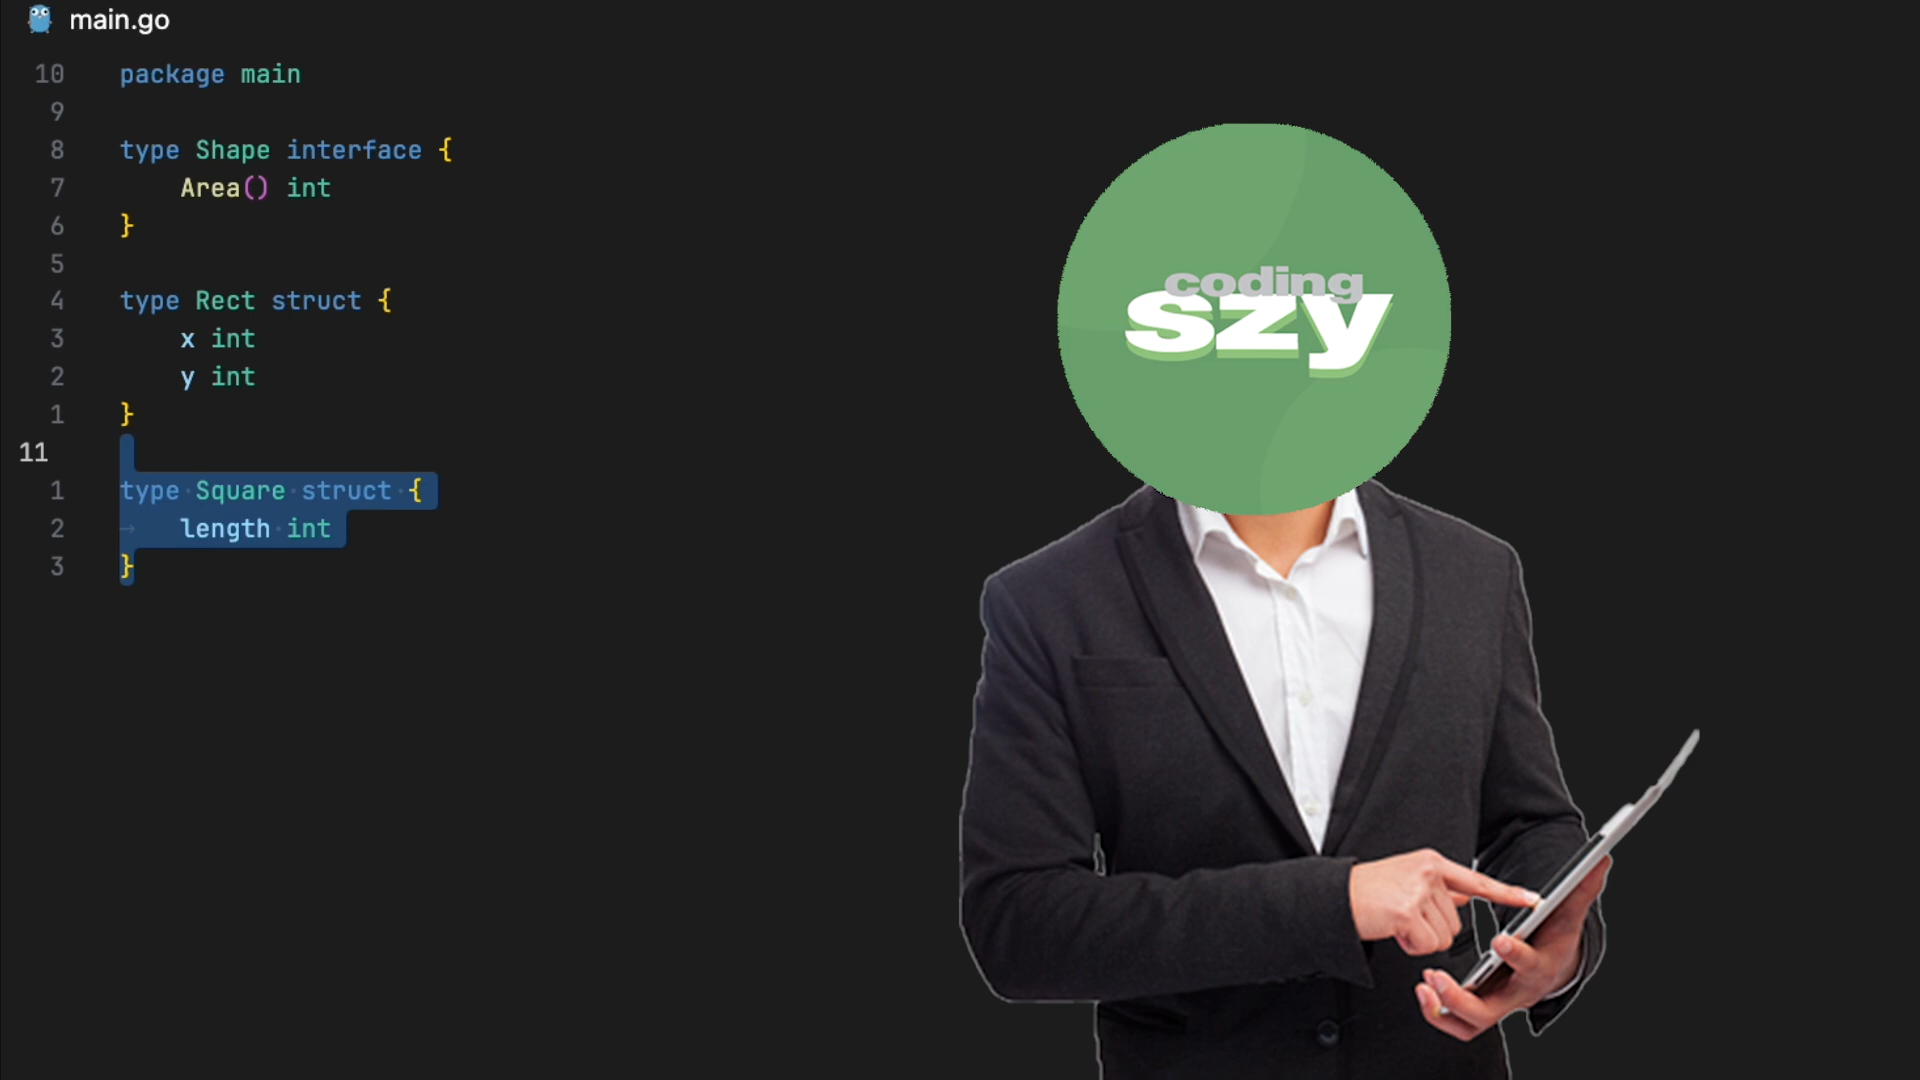 main.go
10 package main
9
8 type Shape interface {
7     Area() int
6 }
5
4 type Rect struct {
3     x int
2     y int
1 }
11
1 type Square struct {
2     length int
3 }
coding
szy